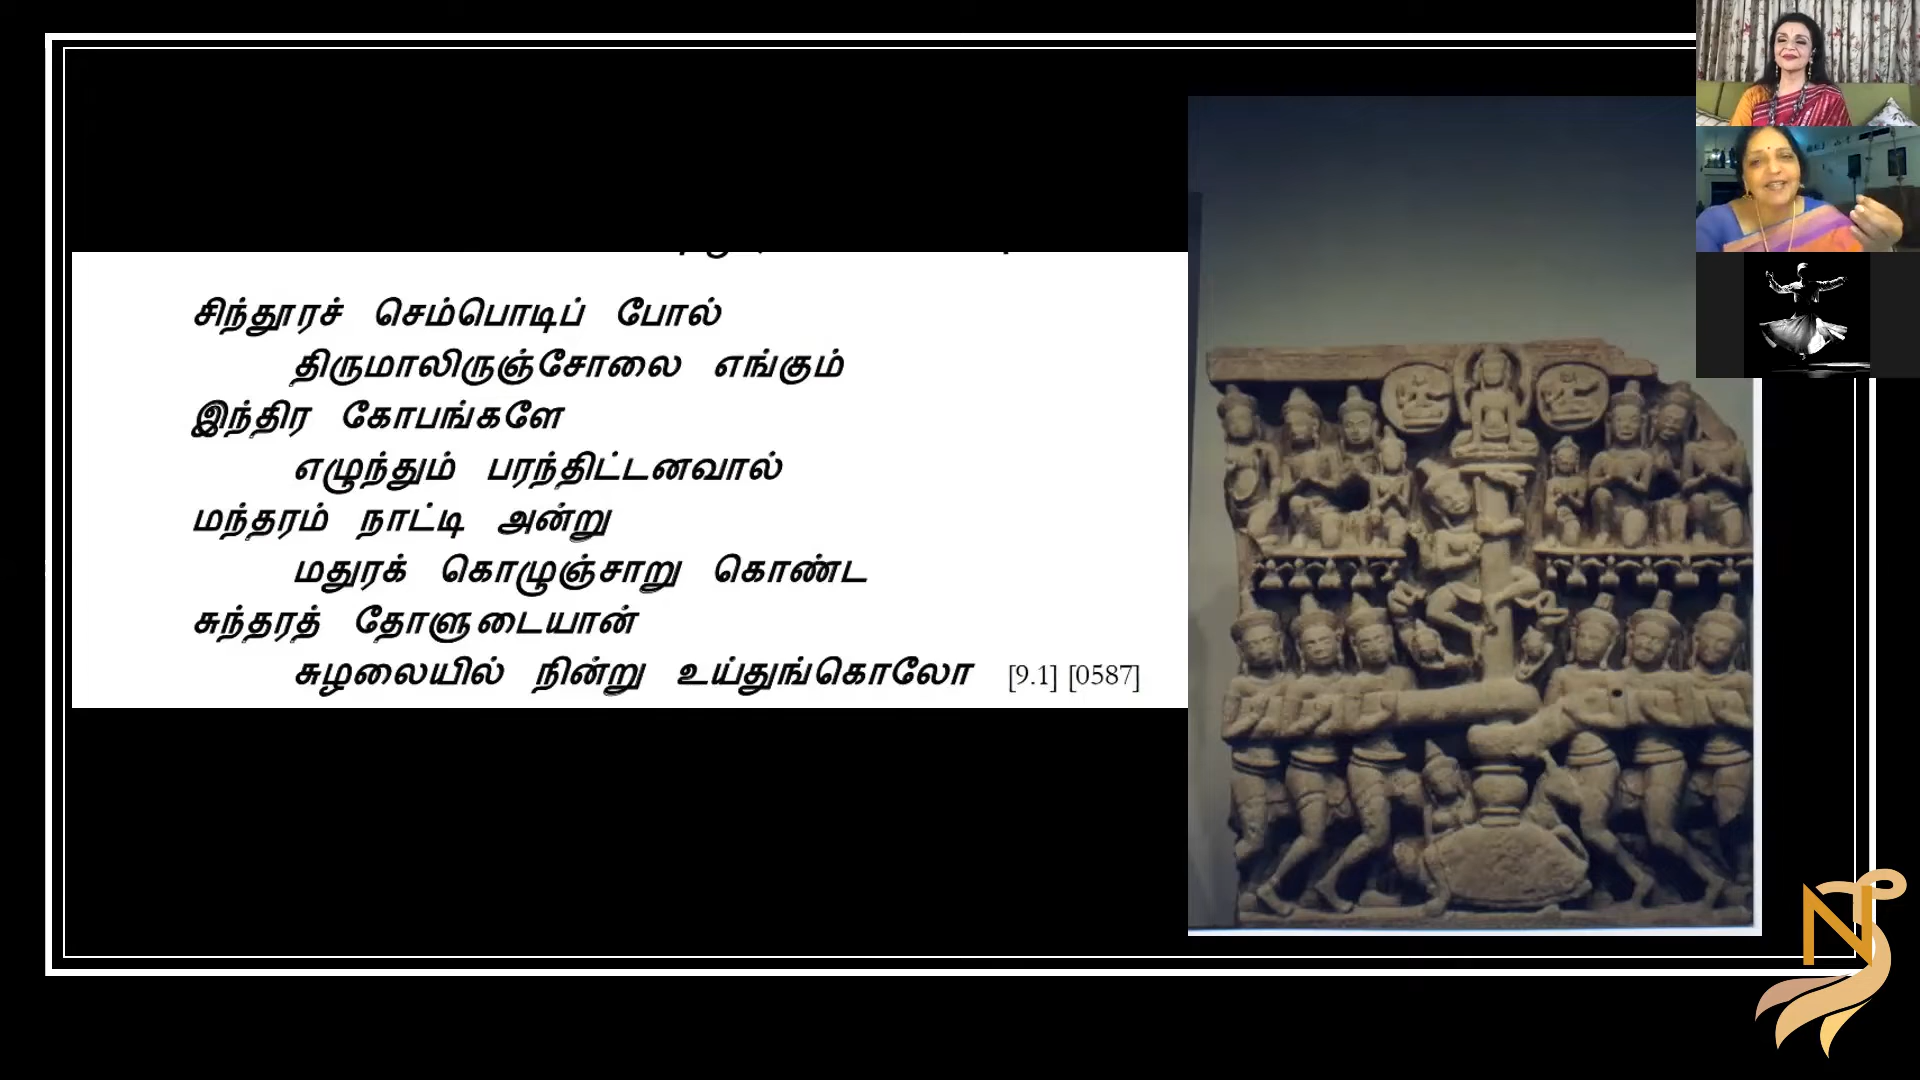 சிந்தூரச் செம்பொடிப் போல்
திருமாலிருஞ்சோலை எங்கும்
இந்திர கோபங்களே
எழுந்தும் பரந்திட்டனவால்
மந்தரம் நாட்டி அன்று
மதுரக் கொழுஞ்சாறு கொண்ட
சுந்தரத் தோளுடையான்
சுழலையில் நின்று உய்துங்கொலோ [9.1] [0587]
N